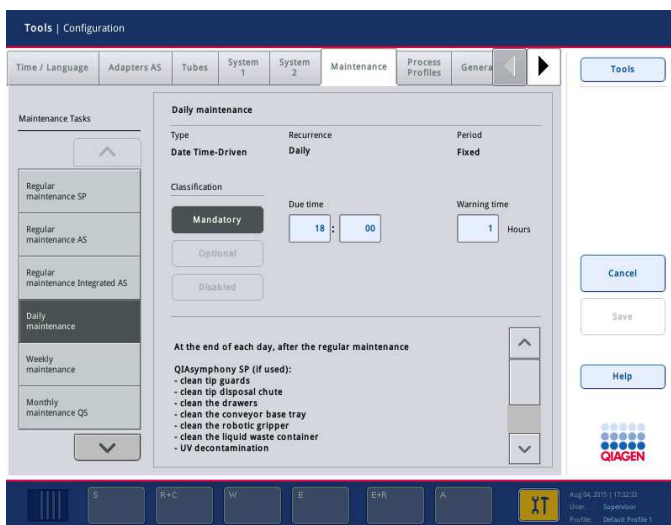 Tools | Configuration
Time / Language
Adapters AS
Tubes
System
1
System
2
Maintenance
Process
Profiles
Genera
Tools
Maintenance Tasks
Regular
maintenance SP
Regular
maintenance AS
Regular
maintenance Integrated AS
Daily
maintenance
Weekly
maintenance
Monthly
maintenance QS
Daily maintenance
Type
Recurrence
Period
Date Time-Driven
Daily
Fixed
Classification
Mandatory
Optional
Disabled
Due time
18 : 00
Warning time
1 Hours
At the end of each day, after the regular maintenance
QIAsymphony SP (if used):
- clean tip guards
- clean tip disposal chute
- clean the drawers
- clean the conveyor base tray
- clean the robotic gripper
- clean the liquid waste container
- UV decontamination
Cancel
Save
Help
QIAGEN
S
R+C
W
E
E+R
A
Aug 04, 2015 | 17:32:33
User: Supervisor
Profile: Default Profile 1